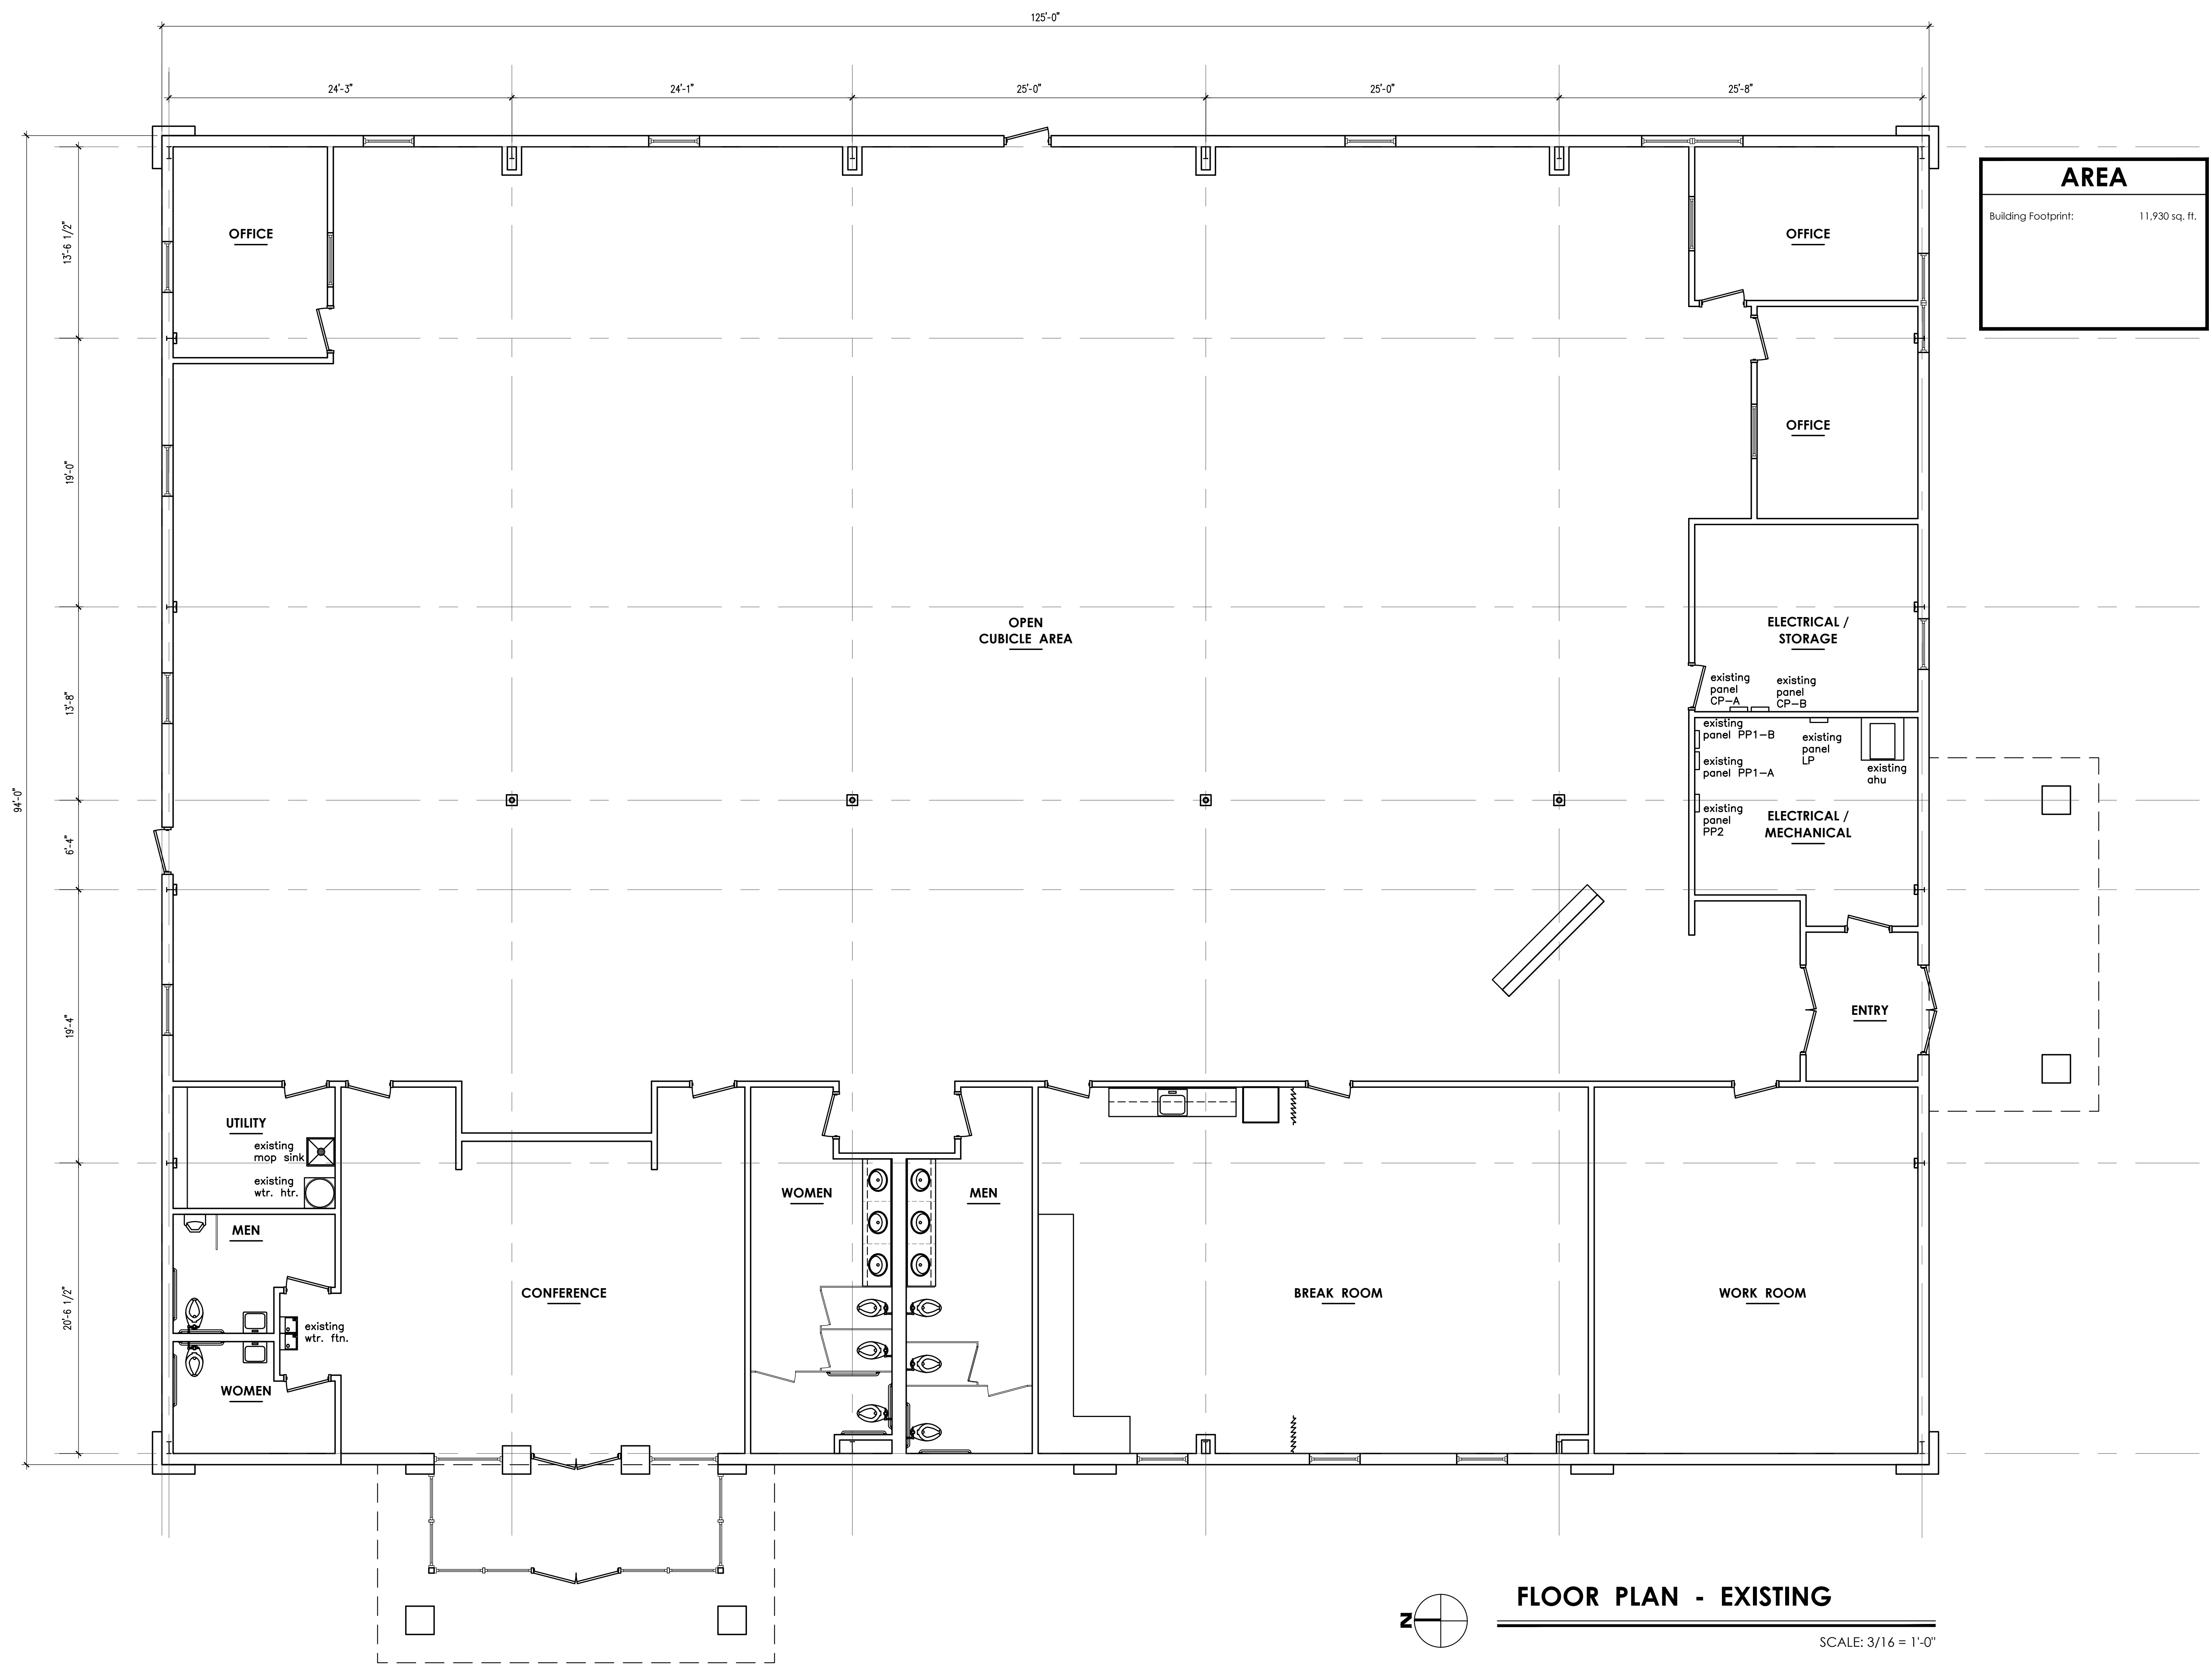 125'-0"
24'-3"
24'-1"
25'-0"
25'-0"
25'-8"
AREA
Building Footprint: 11,930 sq. ft.
13'-6 1/2"
19'-0"
13'-8"
94'-0"
6'-4"
19'-4"
20'-6 1/2"
OFFICE
OFFICE
OFFICE
OPEN
CUBICLE AREA
ELECTRICAL /
STORAGE
existing
panel
CP-A
existing
panel
CP-B
existing
panel PP1-B
existing
panel
LP
existing
panel PP1-A
existing
ahu
existing
panel
PP2
ELECTRICAL /
MECHANICAL
ENTRY
UTILITY
existing
mop sink
existing
wtr. htr.
MEN
WOMEN
MEN
CONFERENCE
BREAK ROOM
WORK ROOM
existing
wtr. ftn.
WOMEN
N
FLOOR PLAN - EXISTING
SCALE: 3/16 = 1'-0"